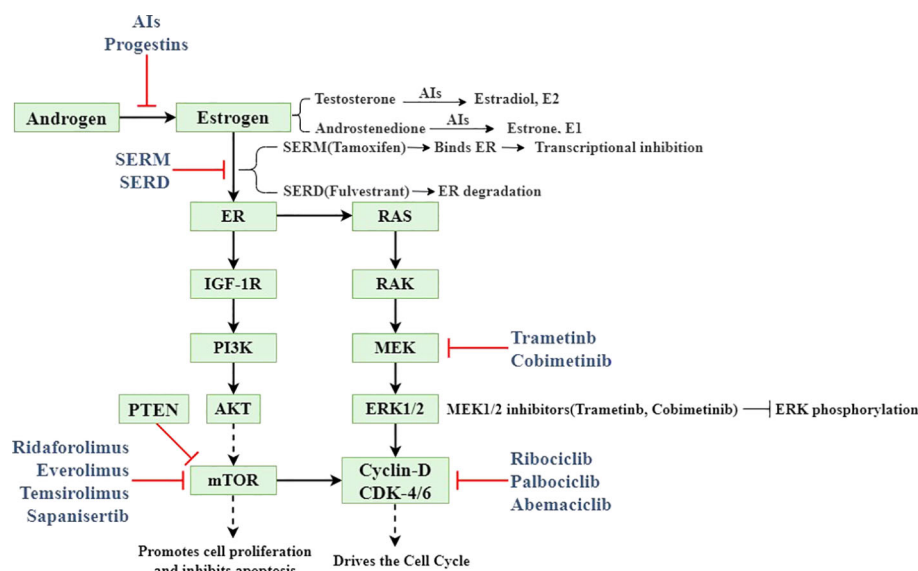 AIs
Progestins
Androgen
Estrogen
Testosterone AIs Estradiol, E2
Androstenedione AIs Estrone, E1
SERM(Tamoxifen) Binds ER Transcriptional inhibition
SERM
SERD
SERD(Fulvestrant) ER degradation
ER
RAS
IGF-1R
RAK
PI3K
MEK
Trametinb
Cobimetinib
PTEN
AKT
ERK1/2
MEK1/2 inhibitors(Trametinb, Cobimetinib) ERK phosphorylation
Ridaforolimus
Everolimus
Temsirolimus
Sapanisertib
mTOR
Cyclin-D
CDK-4/6
Ribociclib
Palbociclib
Abemaciclib
Promotes cell proliferation
and inhibits apoptosis
Drives the Cell Cycle